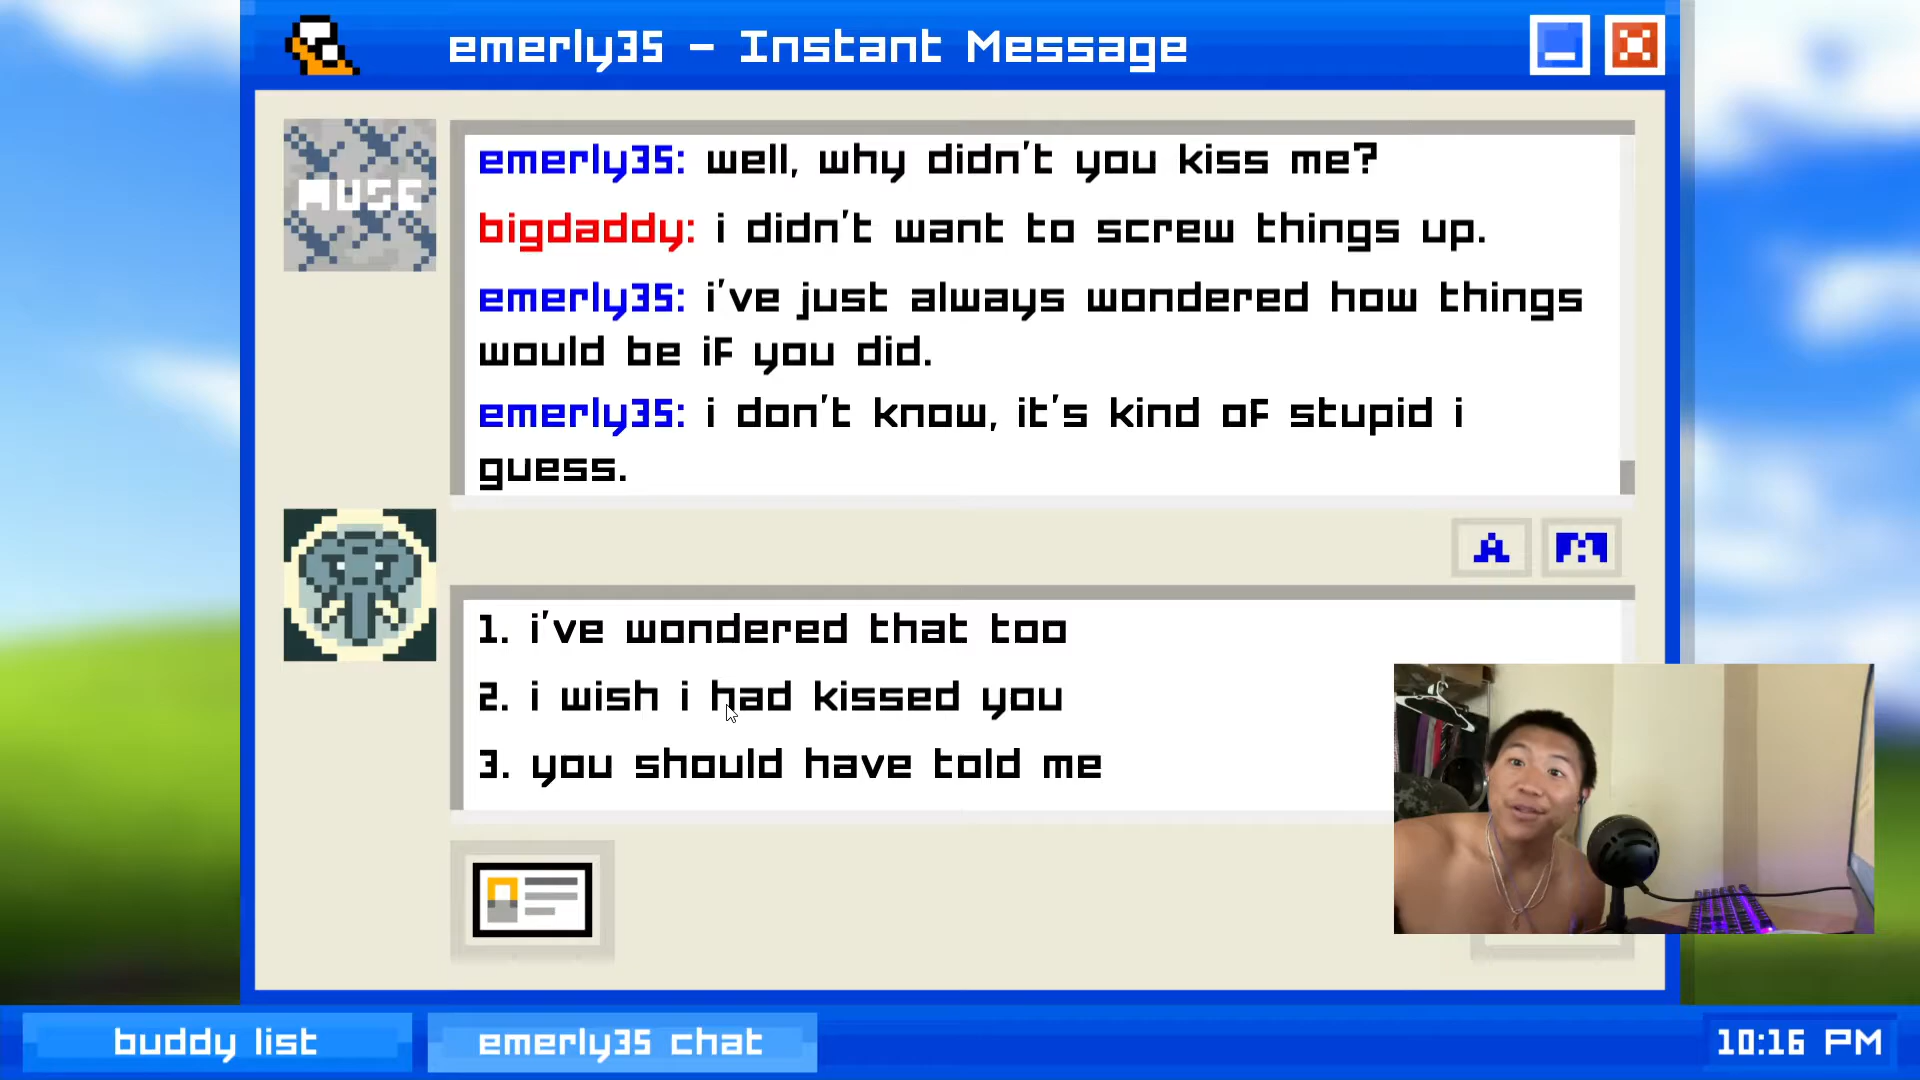 emerly35 - Instant Message
MUSE
emerly35: well, why didn't you kiss me?
bigdaddy: i didn't want to screw things up.
emerly35: i've just always wondered how things
would be if you did.
emerly35: i don't know, it's kind of stupid i
guess.
A
1. i've wondered that too
2. i wish i had kissed you
3. you should have told me
buddy list
emerly35 chat
10:16 PM